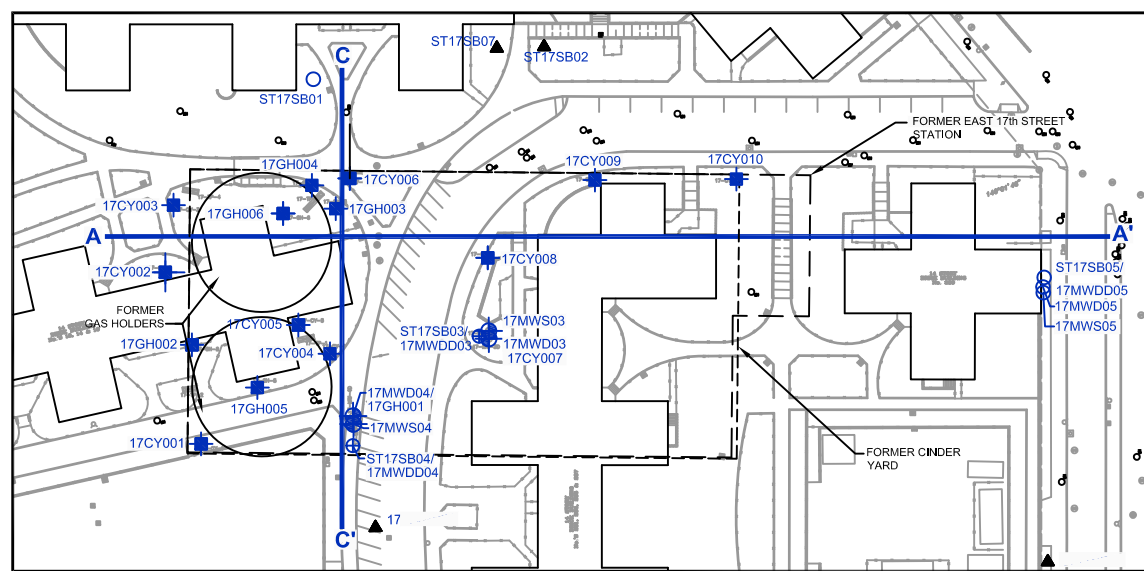 ST17SB07
ST17SB02
C
ST17SB01
FORMER EAST 17th STREET
STATION
17GH004
17CY009
17CY010
17CY006
17CY003
17GH006
17GH003
A
A'
17CY002
17CY008
ST17SB05/
17MWDD05
17MWD05
17MWS05
FORMER
GAS HOLDERS
17CY005
17GH002
17CY004
ST17SB03/
17MWDD03
17MWS03
17MWD03
17CY007
17GH005
17MWD04/
17GH001
17MWS04
17CY001
ST17SB04/
17MWDD04
FORMER CINDER
YARD
17
C'